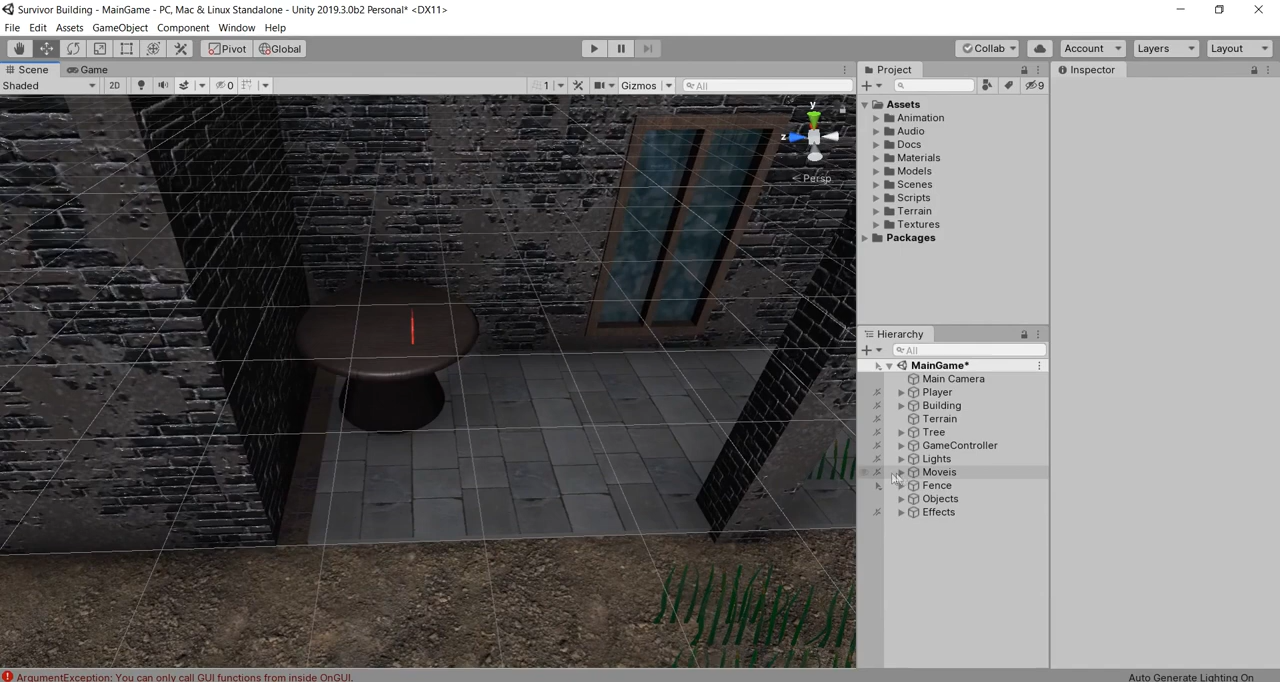 Survivor Building - MainGame - PC, Mac & Linux Standalone - Unity 2019.3.0b2 Personal* <DX11>
File Edit Assets GameObject Component Window Help
Pivot Global Collab Account Layers Layout
Scene Game
Shaded 2D 0 1 Gizmos All
y
z
< Persp
Project
9
Assets
Animation
Audio
Docs
Materials
Models
Scenes
Scripts
Terrain
Textures
Packages
Hierarchy
All
MainGame*
Main Camera
Player
Building
Terrain
Tree
GameController
Lights
Moveis
Fence
Objects
Effects
Inspector
ArgumentException: You can only call GUI functions from inside OnGUI.
Auto Generate Lighting On